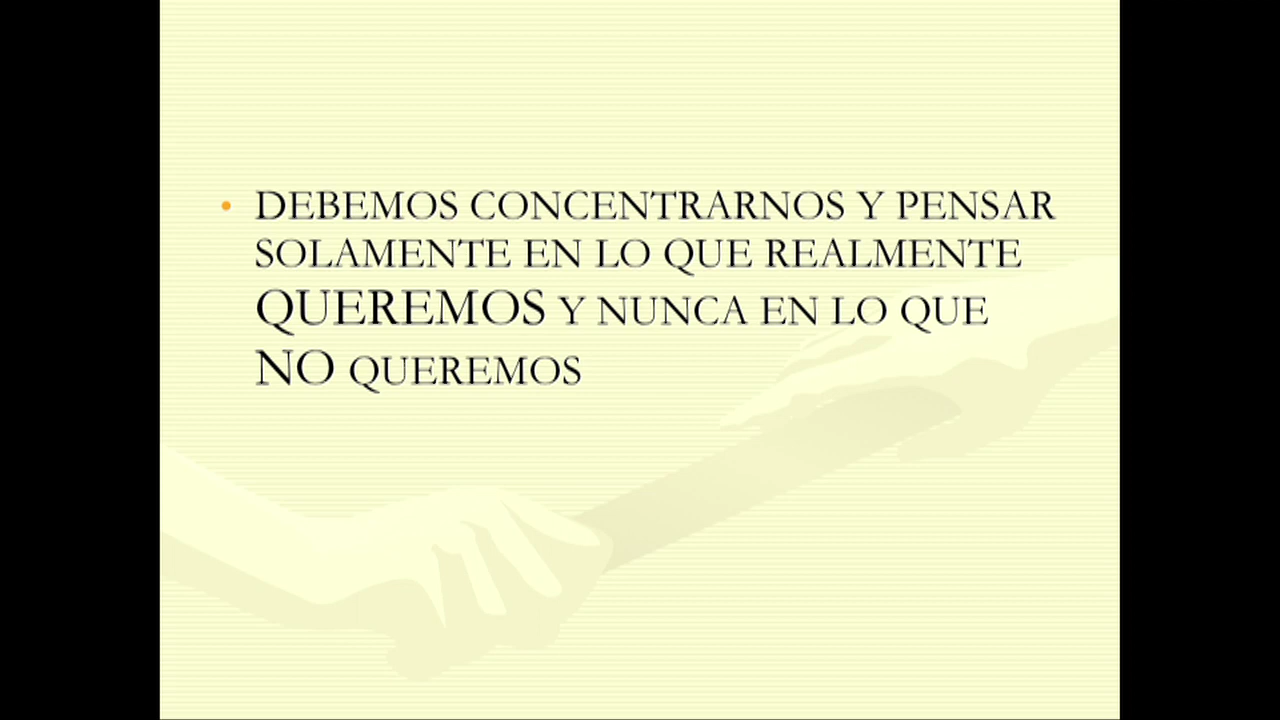 • DEBEMOS CONCENTRARNOS Y PENSAR
SOLAMENTE EN LO QUE REALMENTE
QUEREMOS Y NUNCA EN LO QUE
NO QUEREMOS